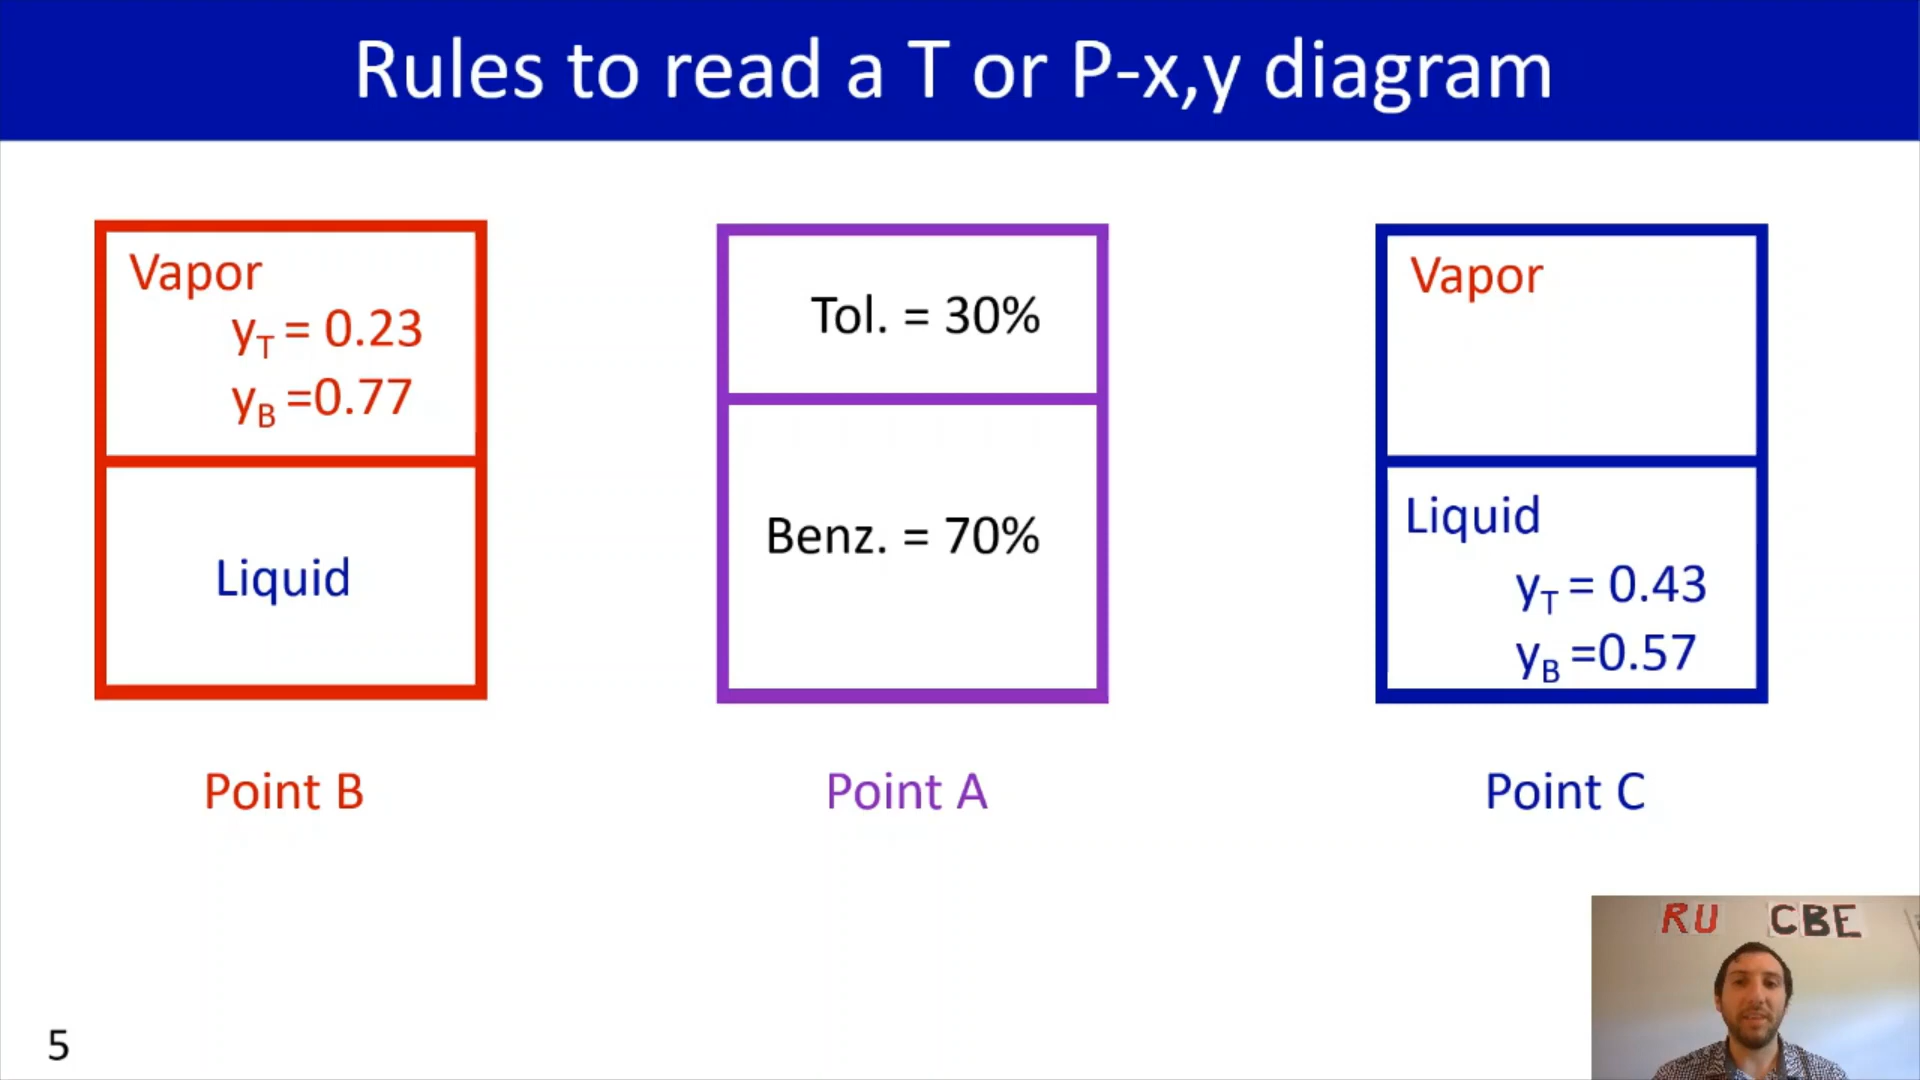 Rules to read a T or P-x,y diagram
Vapor
yT = 0.23
yB =0.77
Liquid
Point B
Tol. = 30%
Benz. = 70%
Point A
Vapor
Liquid
yT = 0.43
yB =0.57
Point C
RU CBE
5